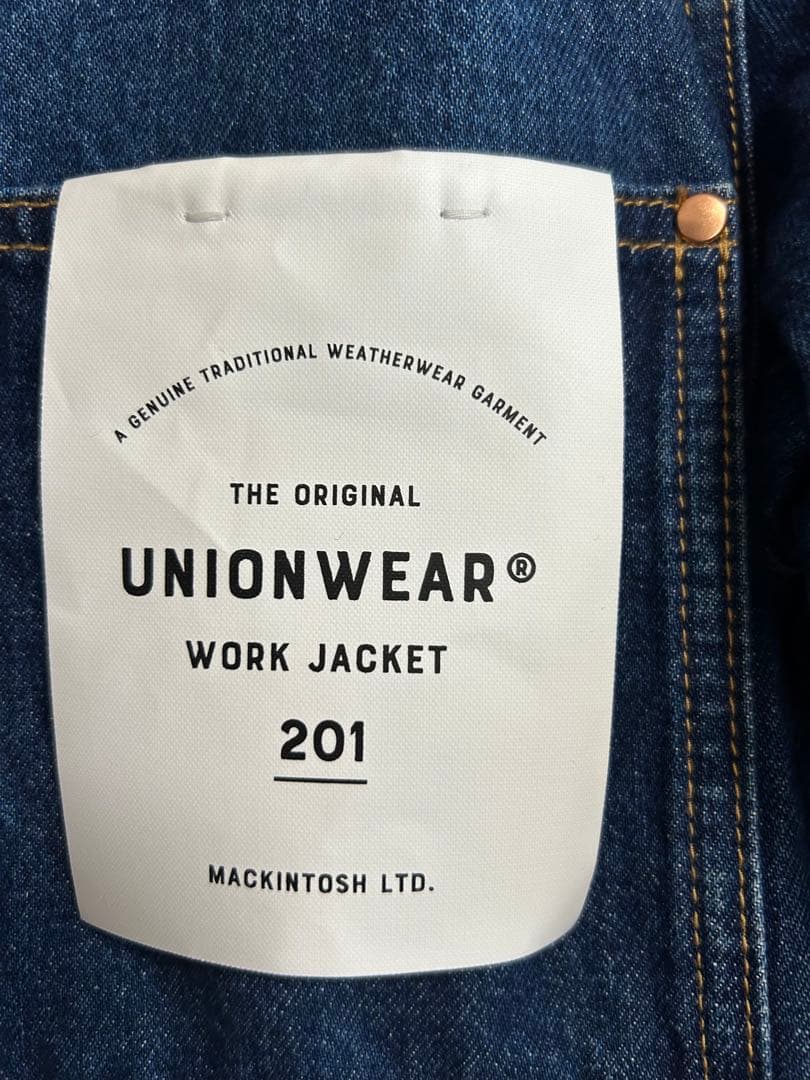 A GENUINE TRADITIONAL WEATHERWEAR GARMENT
THE ORIGINAL
UNIONWEAR®
WORK JACKET
201
MACKINTOSH LTD.